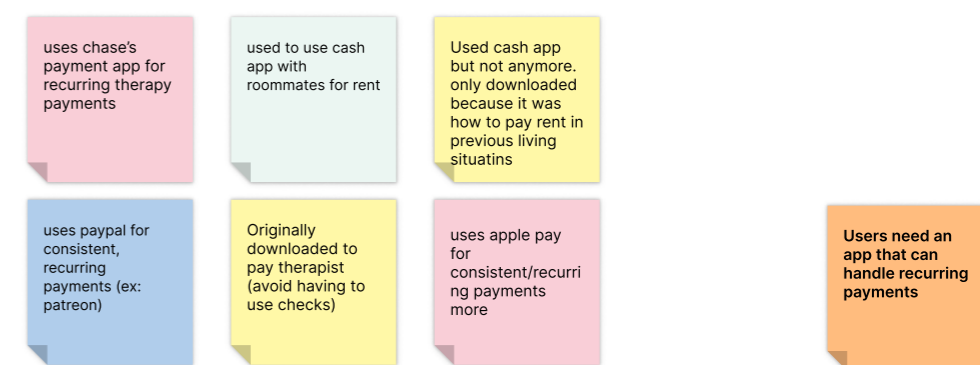 uses chase's
payment app for
recurring therapy
payments
used to use cash
app with
roommates for rent
Used cash app
but not anymore.
only downloaded
because it was
how to pay rent in
previous living
situatins
uses paypal for
consistent,
recurring
payments (ex:
patreon)
Originally
downloaded to
pay therapist
(avoid having to
use checks)
uses apple pay
for
consistent/recurri
ng payments
more
Users need an
app that can
handle recurring
payments